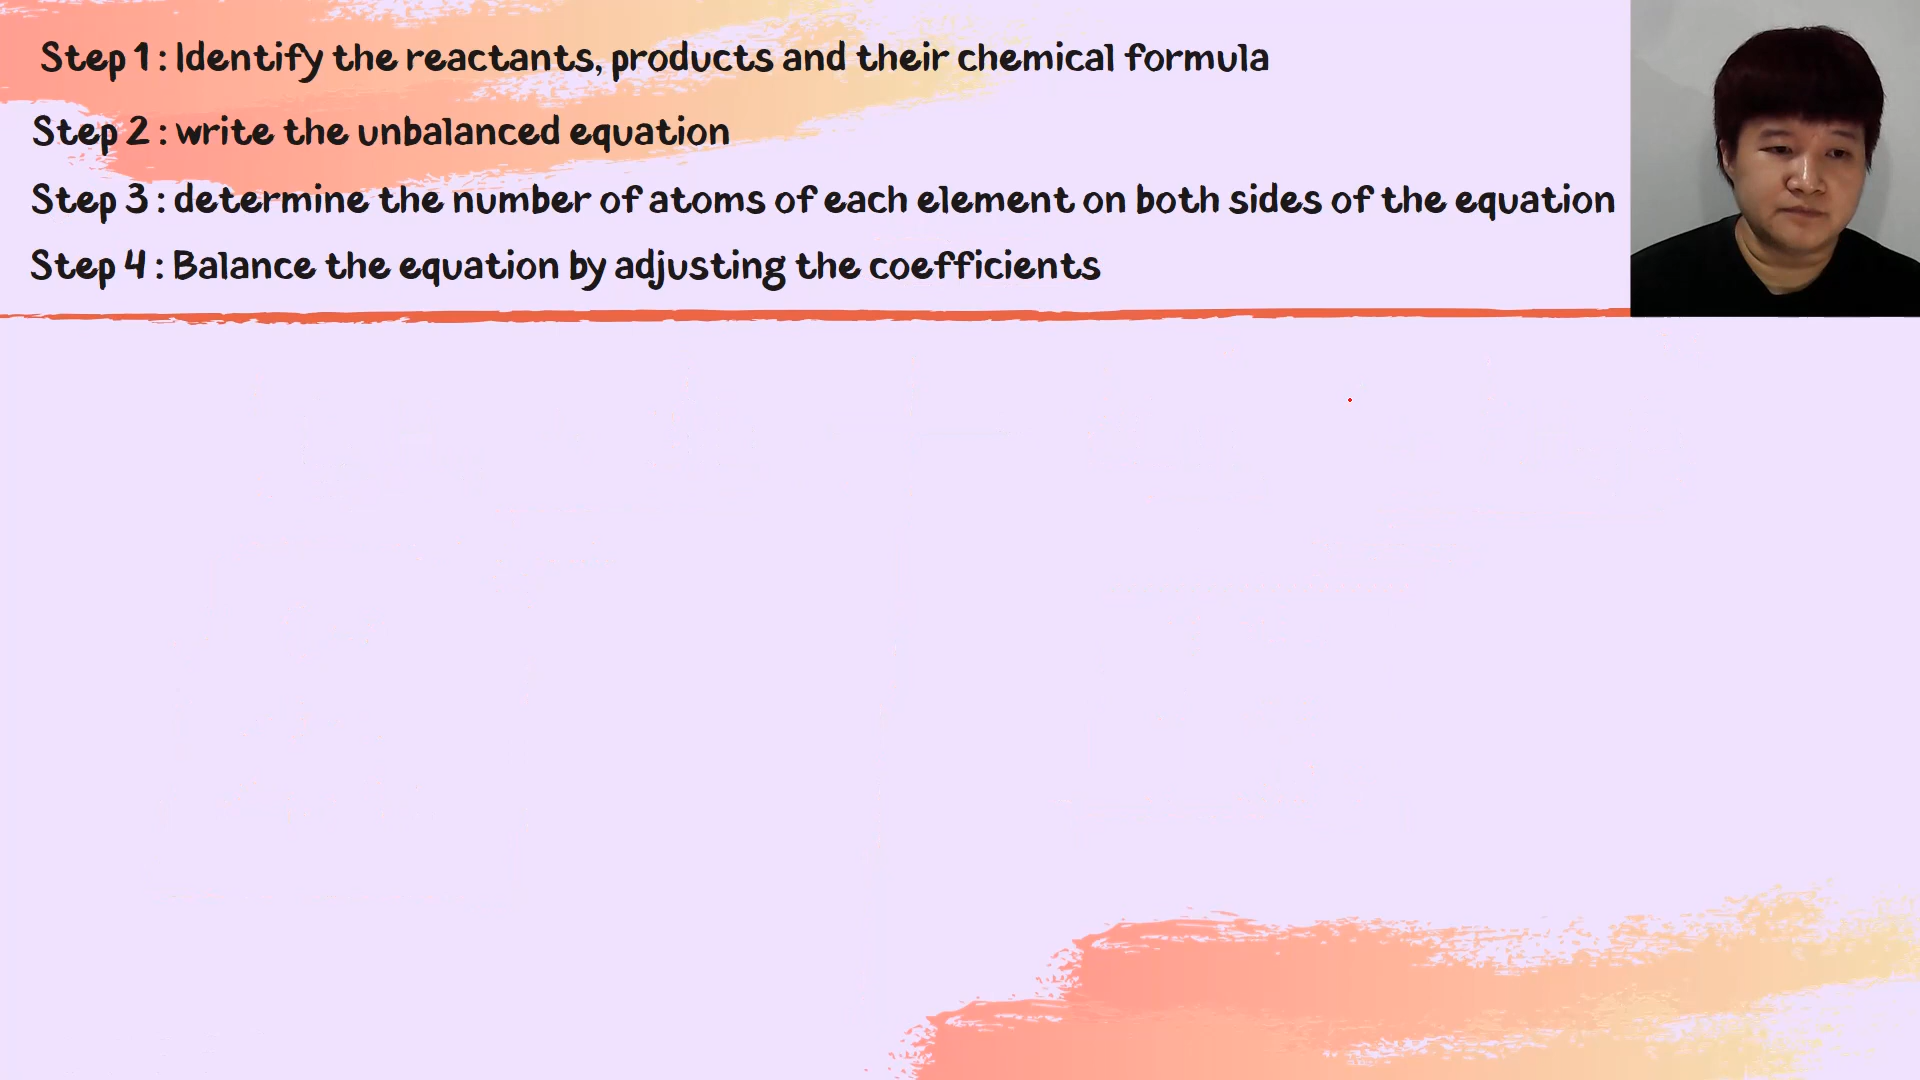 Step 1 : Identify the reactants, products and their chemical formula
Step 2 : write the unbalanced equation
Step 3 : determine the number of atoms of each element on both sides of the equation
Step 4 : Balance the equation by adjusting the coefficients